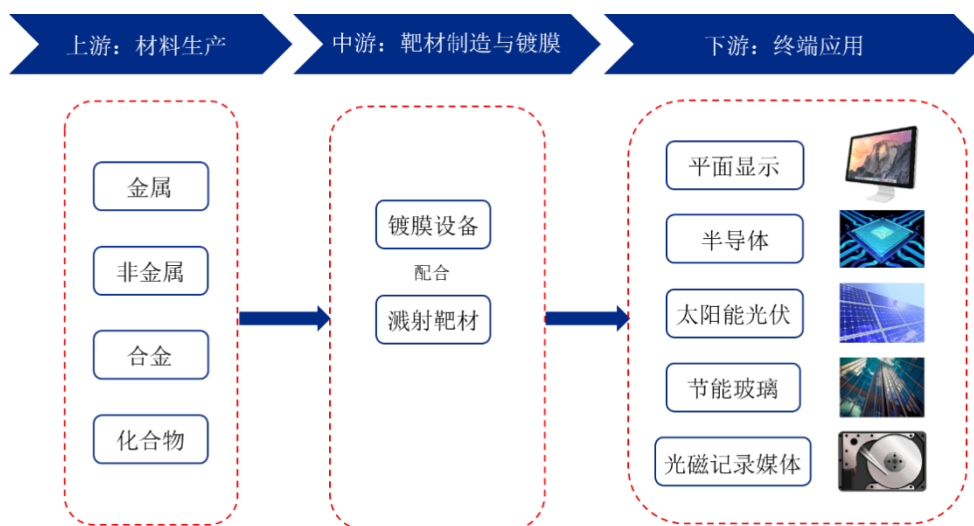 上游：材料生产
中游：靶材制造与镀膜
下游：终端应用
金属
非金属
合金
化合物
镀膜设备
配合
溅射靶材
平面显示
半导体
太阳能光伏
节能玻璃
光磁记录媒体